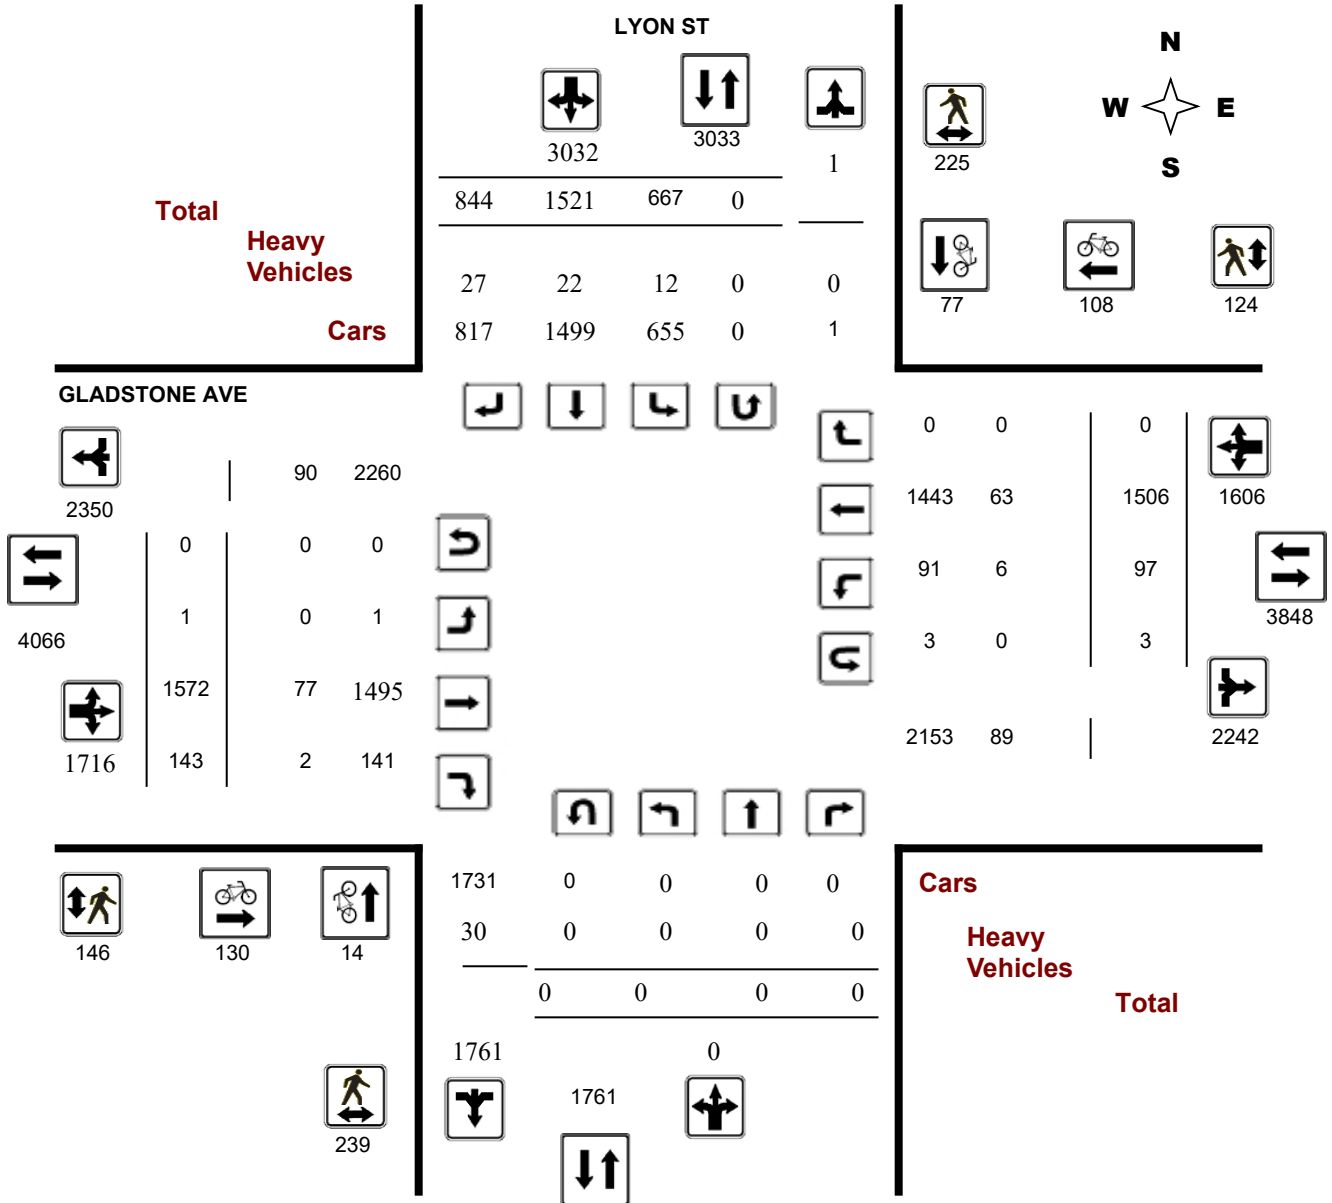 LYON ST
N
W E
S
3032
3033
1
225
844 1521 667 0
Total
Heavy
Vehicles
27 22 12 0 0
77 108 124
Cars
817 1499 655 0 1
GLADSTONE AVE
0 0 0
90 2260
2350
1443 63 1506 1606
0 0 0
91 6 97
1 0 1
3848
4066
3 0 3
1572 77 1495
2153 89 2242
1716 143 2 141
1731 0 0 0 0
Cars
146 130 14
30 0 0 0 0
Heavy
Vehicles
0 0 0 0
Total
1761 0
1761
239